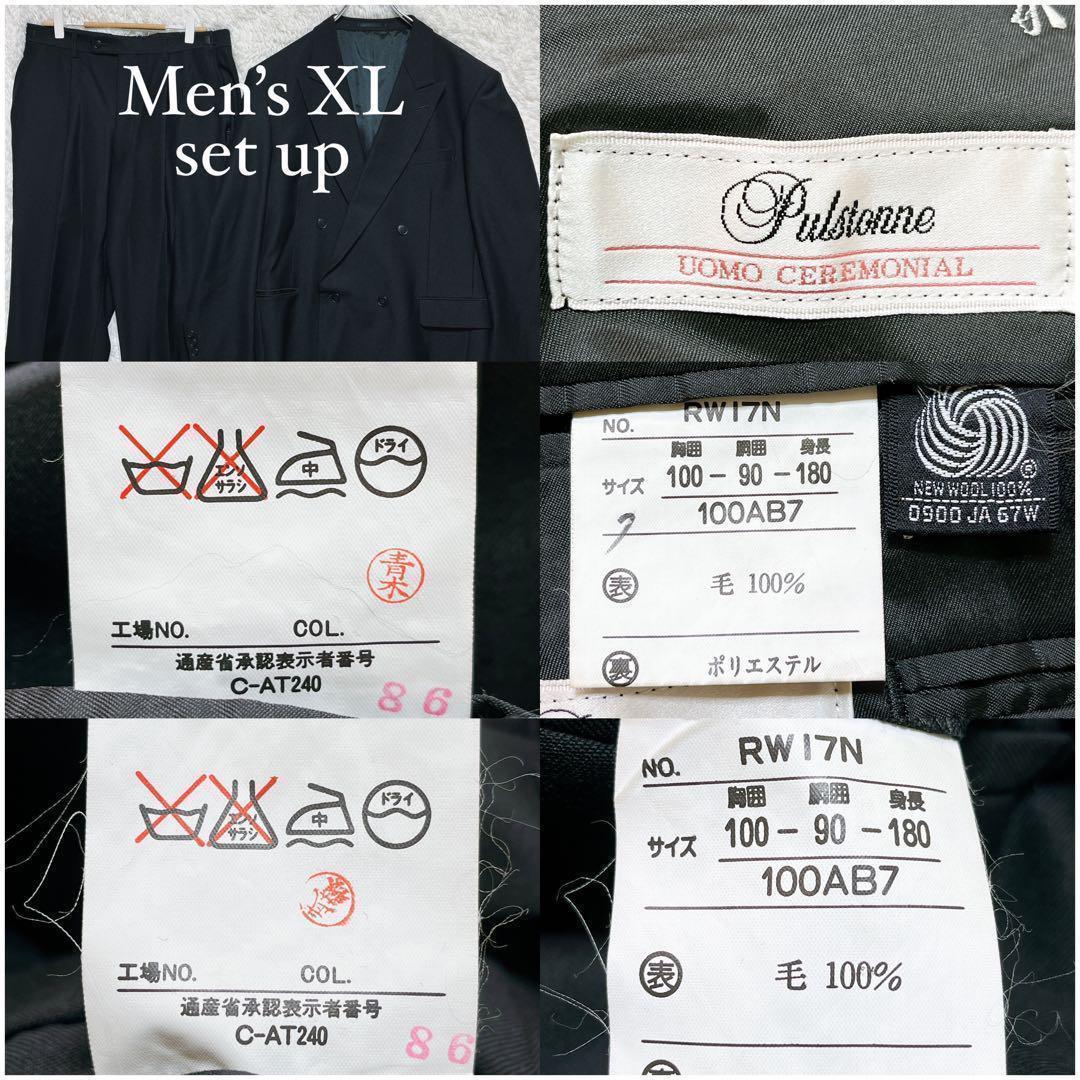 Men's XL
set up
Pulstonne
UOMO CEREMONIAL
エンソ
サラシ
中
ドライ
青木
工場NO. COL.
通産省承認表示者番号
C-AT240
86
NO. RW17N
胸囲 胴囲 身長
サイズ 100-90-180
100AB7
7
表 毛 100%
裏 ポリエステル
NEW WOOL 100%
0900 JA 67W
エンソ
サラシ
中
ドライ
工場NO. COL.
通産省承認表示者番号
C-AT240
86
NO. RW17N
胸囲 胴囲 身長
サイズ 100-90-180
100AB7
表 毛 100%